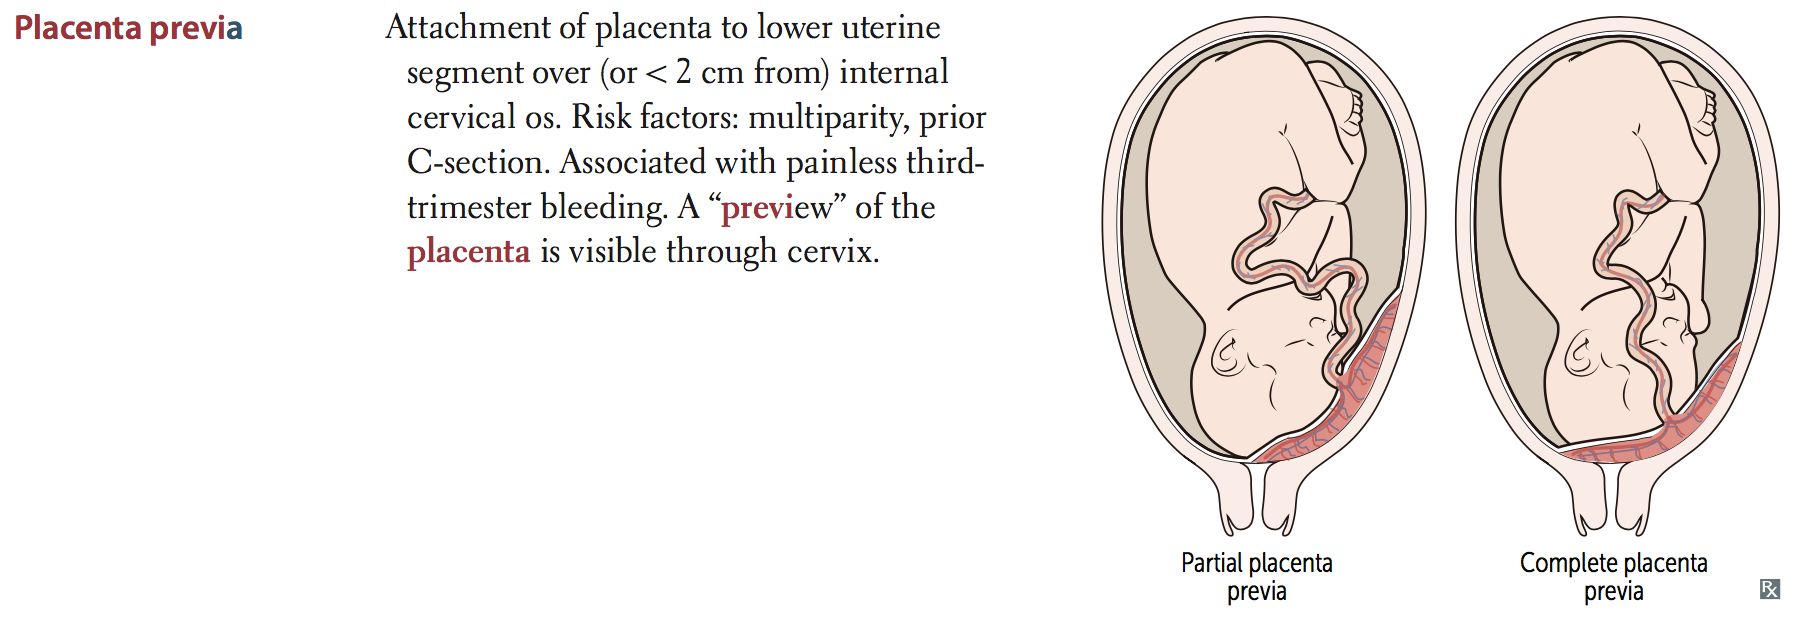 Placenta previa
Attachment of placenta to lower uterine
segment over (or < 2 cm from) internal
cervical os. Risk factors: multiparity, prior
C-section. Associated with painless third-
trimester bleeding. A “preview” of the
placenta is visible through cervix.
Partial placenta
previa
Complete placenta
previa
Rx